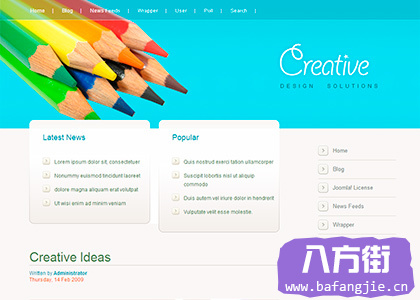 Home | Blog | News Feeds | Wrapper | User | Poll | Search |
Creative
DESIGN SOLUTIONS
Latest News
Lorem ipsum dolor sit, consectetuer
Nonummy euismod tincidunt laoreet
dolore magna aliquam erat volutpat
Ut wisi enim ad minim veniam
Popular
Quis nostrud exerci tation ullamcorper
Suscipit lobortis nisl ut aliquip
commodo
Duis autem vel iriure dolor in hendrerit
Vulputate velit esse molestie
Home
Blog
Joomla! License
News Feeds
Wrapper
Creative Ideas
Written by Administrator
Thursday, 14 Feb 2009
八方街
www.bafangjie.cn